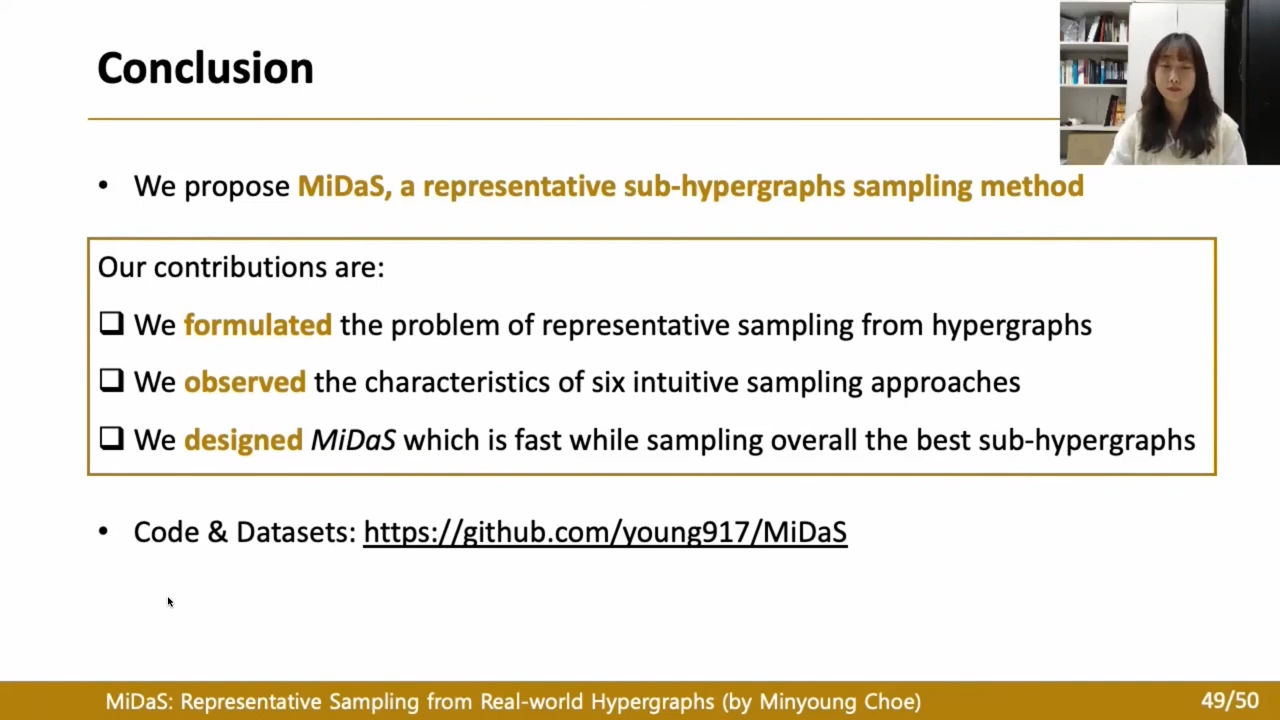 Conclusion
• We propose MiDaS, a representative sub-hypergraphs sampling method
Our contributions are:
❑ We formulated the problem of representative sampling from hypergraphs
❑ We observed the characteristics of six intuitive sampling approaches
❑ We designed MiDaS which is fast while sampling overall the best sub-hypergraphs
• Code & Datasets: https://github.com/young917/MiDaS
MiDaS: Representative Sampling from Real-world Hypergraphs (by Minyoung Choe)
49/50